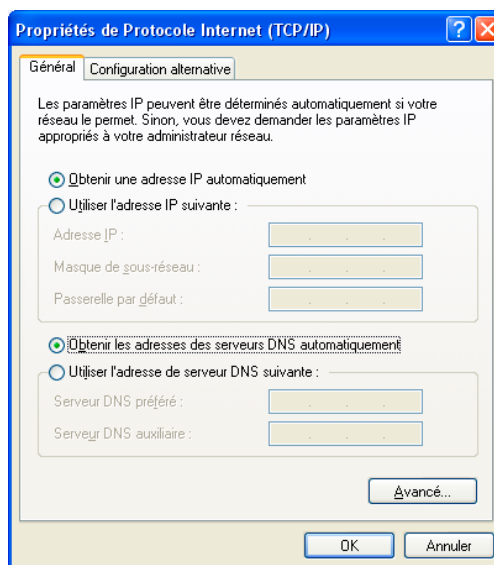 Propriétés de Protocole Internet (TCP/IP)
Général Configuration alternative
Les paramètres IP peuvent être déterminés automatiquement si votre
réseau le permet. Sinon, vous devez demander les paramètres IP
appropriés à votre administrateur réseau.
Obtenir une adresse IP automatiquement
Utiliser l'adresse IP suivante :
Adresse IP :
Masque de sous-réseau :
Passerelle par défaut :
Obtenir les adresses des serveurs DNS automatiquement
Utiliser l'adresse de serveur DNS suivante :
Serveur DNS préféré :
Serveur DNS auxiliaire :
Avancé...
OK Annuler